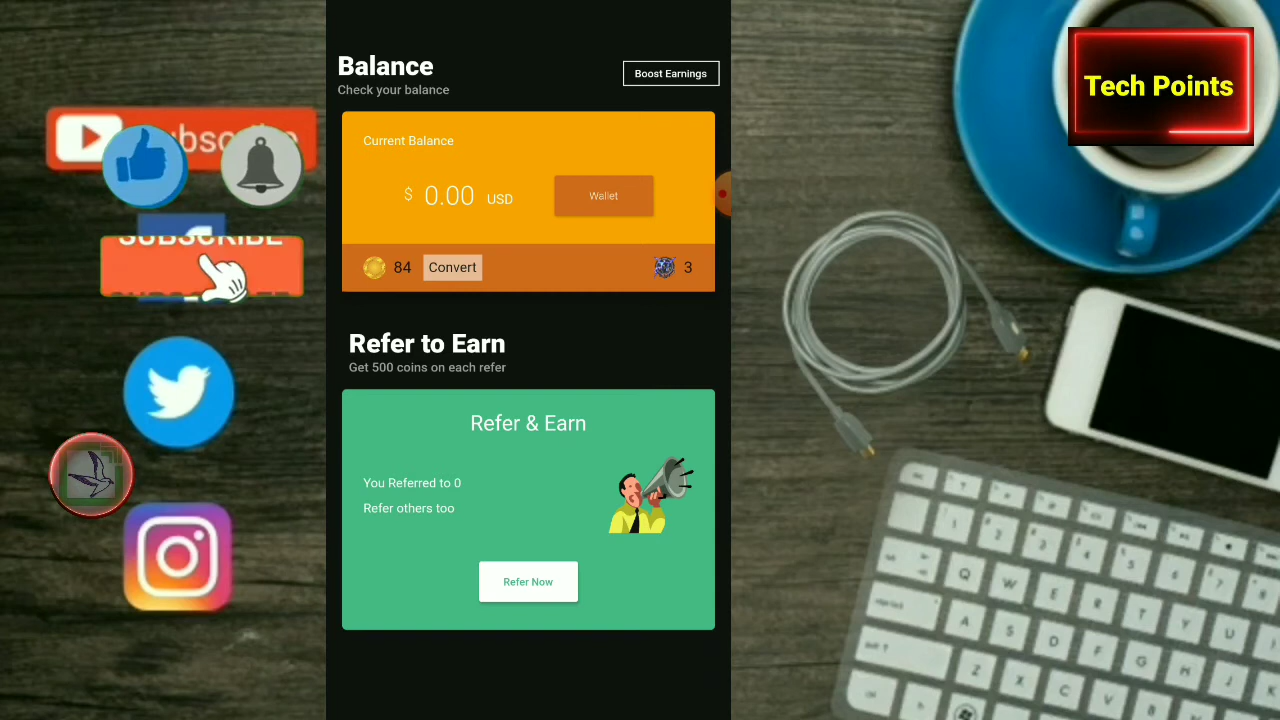 Balance
Check your balance
Boost Earnings
Current Balance
$ 0.00 USD
Wallet
84 Convert
3
Refer to Earn
Get 500 coins on each refer
Refer & Earn
You Referred to 0
Refer others too
Refer Now
Tech Points
SUBSCRIBE
Q W E R T Y U
A S D F G H J K
Z X C V B